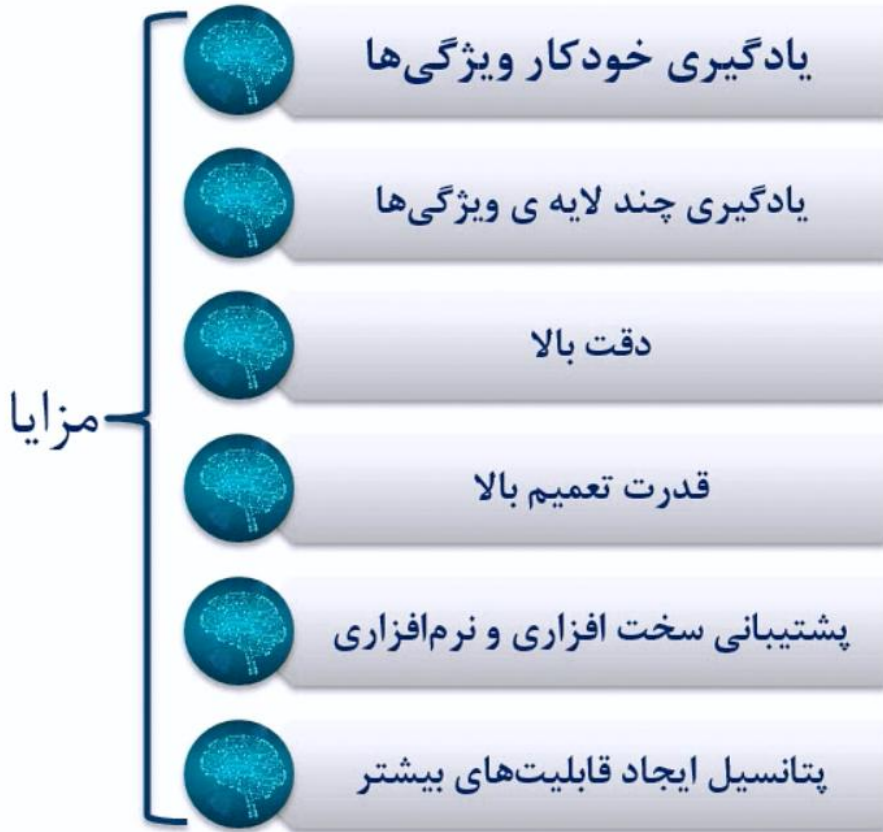 مزایا
یادگیری خودکار ویژگی‌ها
یادگیری چند لایه ی ویژگی‌ها
دقت بالا
قدرت تعمیم بالا
پشتیبانی سخت افزاری و نرم‌افزاری
پتانسیل ایجاد قابلیت‌های بیشتر